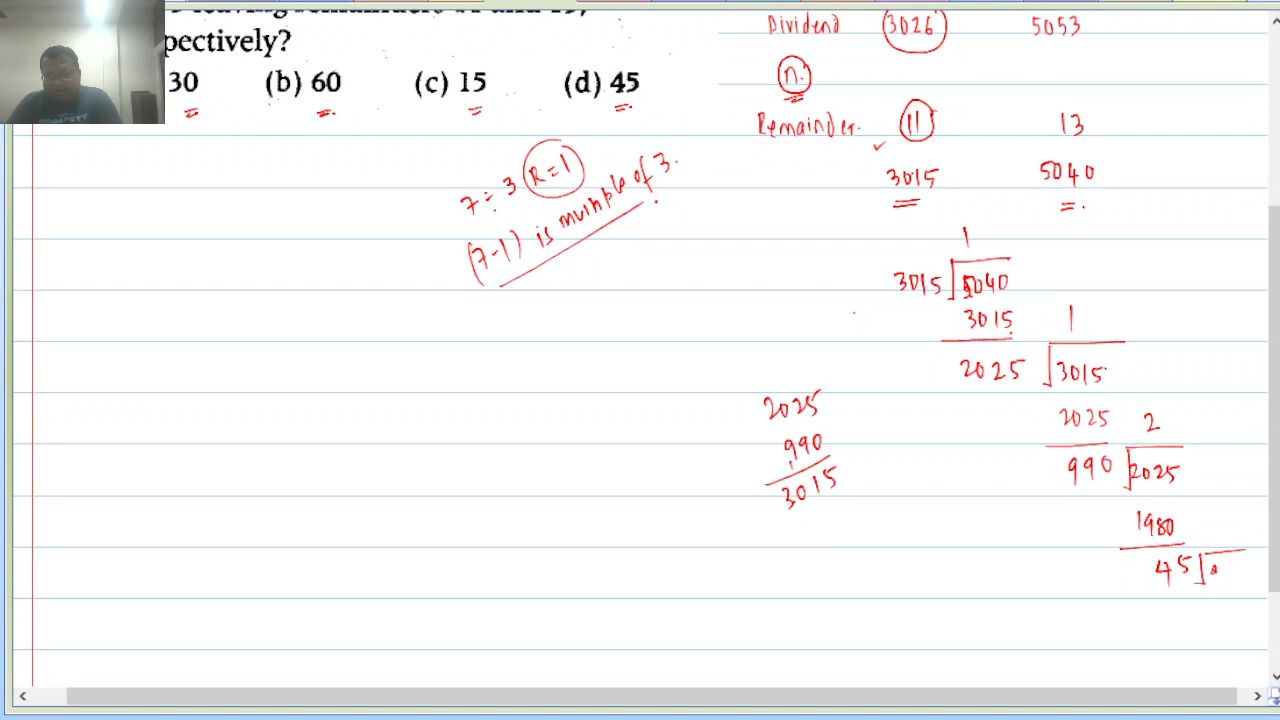 pectively?
30 (b) 60 (c) 15 (d) 45
Dividend 3026 5053
n.
Remainder. 11 13
3015 5040
7 ÷ 3 R=1
(7-1) is multiple of 3.
1
3015 5040
3015 1
2025 3015
2025 2
990 2025
1980
45
2025
990
3015